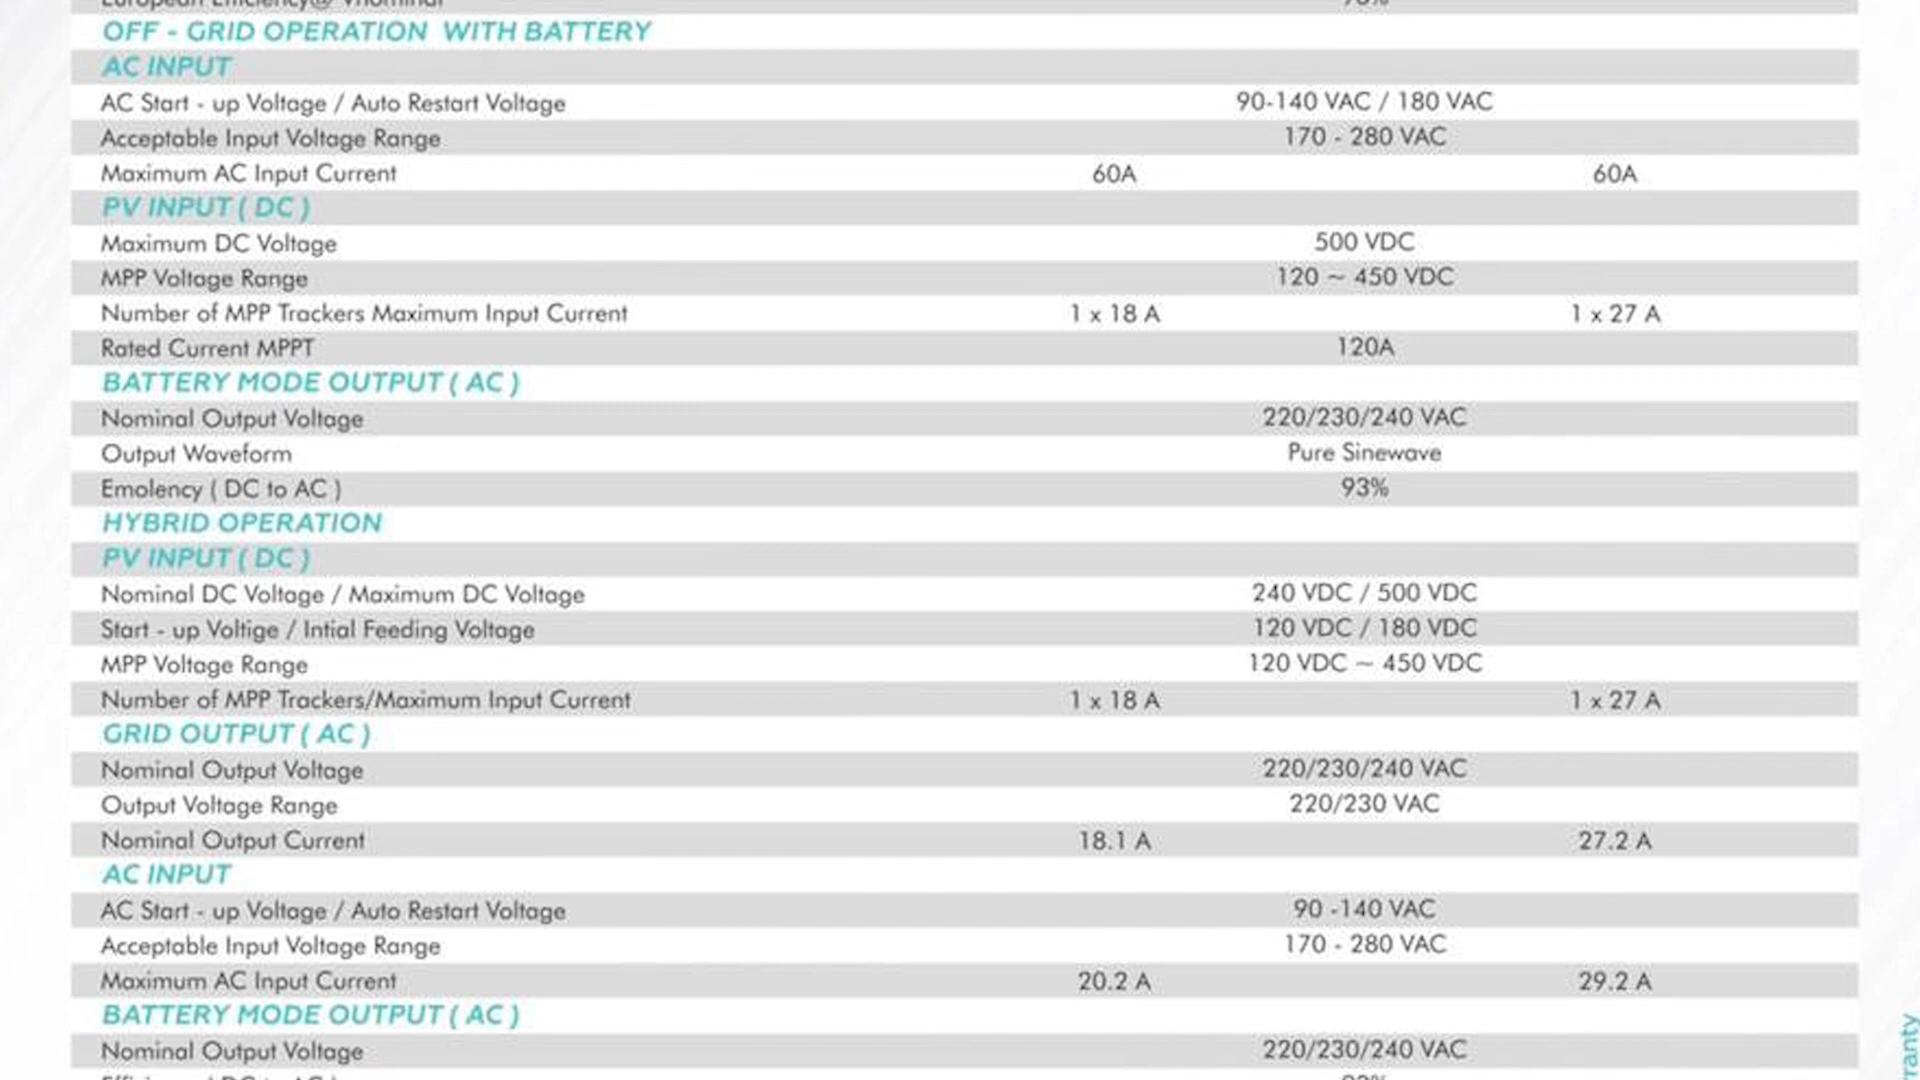 European Efficiency@ Vnominal
OFF - GRID OPERATION WITH BATTERY
AC INPUT
AC Start - up Voltage / Auto Restart Voltage 90-140 VAC / 180 VAC
Acceptable Input Voltage Range 170 - 280 VAC
Maximum AC Input Current 60A 60A
PV INPUT ( DC )
Maximum DC Voltage 500 VDC
MPP Voltage Range 120 ~ 450 VDC
Number of MPP Trackers Maximum Input Current 1 x 18 A 1 x 27 A
Rated Current MPPT 120A
BATTERY MODE OUTPUT ( AC )
Nominal Output Voltage 220/230/240 VAC
Output Waveform Pure Sinewave
Emolency ( DC to AC ) 93%
HYBRID OPERATION
PV INPUT ( DC )
Nominal DC Voltage / Maximum DC Voltage 240 VDC / 500 VDC
Start - up Voltige / Intial Feeding Voltage 120 VDC / 180 VDC
MPP Voltage Range 120 VDC ~ 450 VDC
Number of MPP Trackers/Maximum Input Current 1 x 18 A 1 x 27 A
GRID OUTPUT ( AC )
Nominal Output Voltage 220/230/240 VAC
Output Voltage Range 220/230 VAC
Nominal Output Current 18.1 A 27.2 A
AC INPUT
AC Start - up Voltage / Auto Restart Voltage 90 -140 VAC
Acceptable Input Voltage Range 170 - 280 VAC
Maximum AC Input Current 20.2 A 29.2 A
BATTERY MODE OUTPUT ( AC )
Nominal Output Voltage 220/230/240 VAC